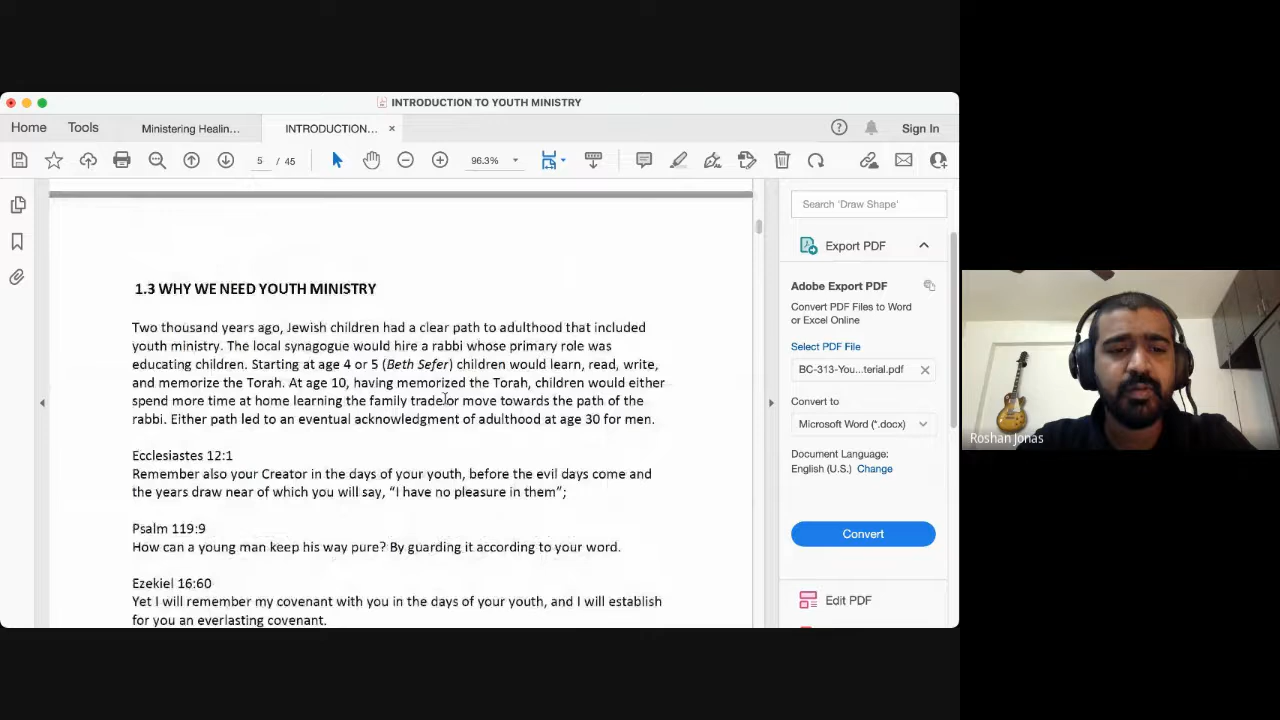 INTRODUCTION TO YOUTH MINISTRY
Home
Tools
Ministering Healin...
INTRODUCTION... ×
Sign In
5 / 45
96.3%
Search 'Draw Shape'
1.3 WHY WE NEED YOUTH MINISTRY
Two thousand years ago, Jewish children had a clear path to adulthood that included
youth ministry. The local synagogue would hire a rabbi whose primary role was
educating children. Starting at age 4 or 5 (Beth Sefer) children would learn, read, write,
and memorize the Torah. At age 10, having memorized the Torah, children would either
spend more time at home learning the family trade or move towards the path of the
rabbi. Either path led to an eventual acknowledgment of adulthood at age 30 for men.
Ecclesiastes 12:1
Remember also your Creator in the days of your youth, before the evil days come and
the years draw near of which you will say, “I have no pleasure in them”;
Psalm 119:9
How can a young man keep his way pure? By guarding it according to your word.
Ezekiel 16:60
Yet I will remember my covenant with you in the days of your youth, and I will establish
for you an everlasting covenant.
Export PDF
Adobe Export PDF
Convert PDF Files to Word
or Excel Online
Select PDF File
BC-313-You...terial.pdf
Convert to
Microsoft Word (*.docx)
Document Language:
English (U.S.) Change
Convert
Edit PDF
Roshan Jonas